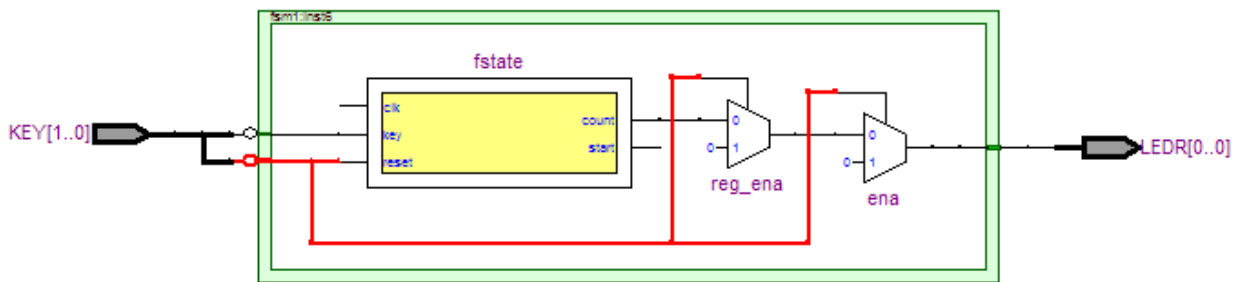 fsm1:inst6
fstate
KEY[1..0]
clk
key
reset
count
start
0
0 1
reg_ena
0
0 1
ena
LEDR[0..0]